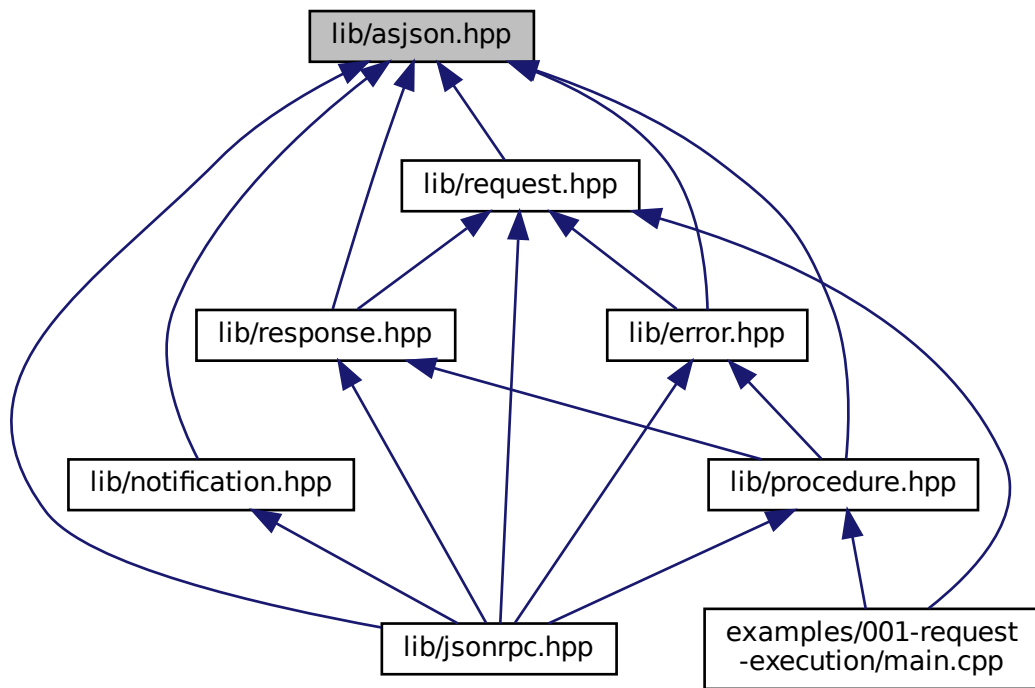 lib/asjson.hpp
lib/request.hpp
lib/response.hpp
lib/error.hpp
lib/notification.hpp
lib/procedure.hpp
lib/jsonrpc.hpp
examples/001-request
-execution/main.cpp